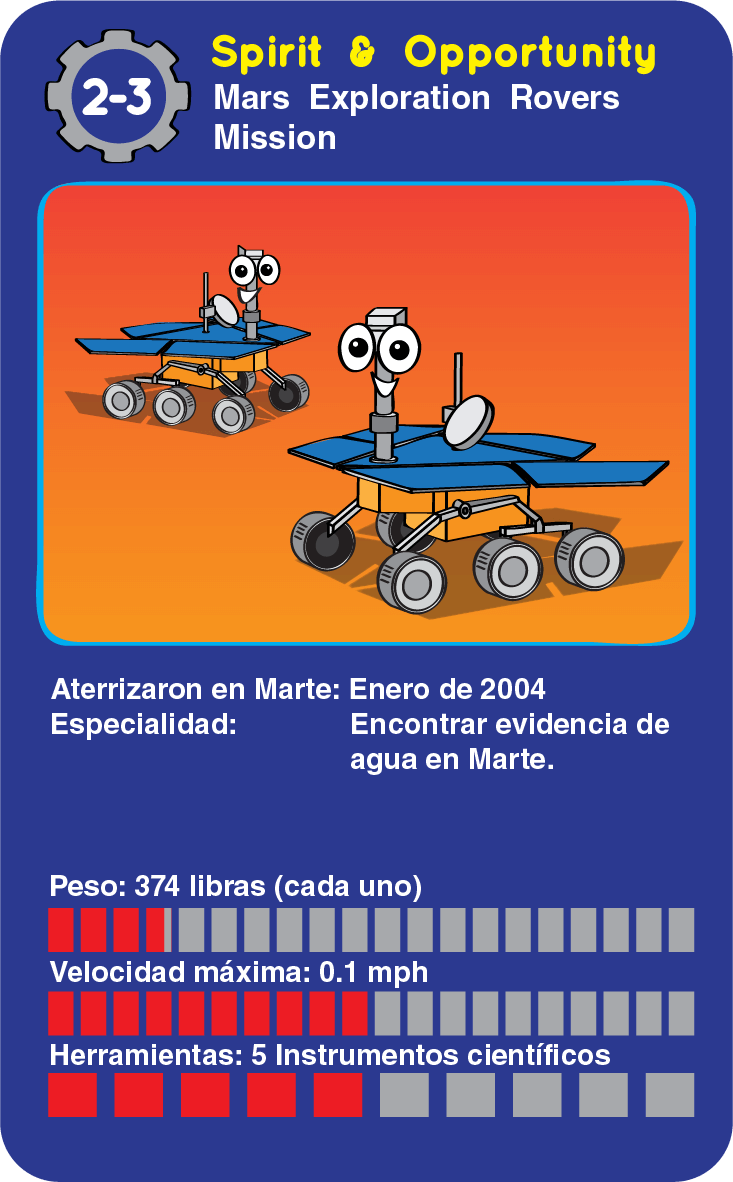 2-3
Spirit & Opportunity
Mars Exploration Rovers
Mission
Aterrizaron en Marte: Enero de 2004
Especialidad: Encontrar evidencia de
agua en Marte.
Peso: 374 libras (cada uno)
Velocidad máxima: 0.1 mph
Herramientas: 5 Instrumentos científicos